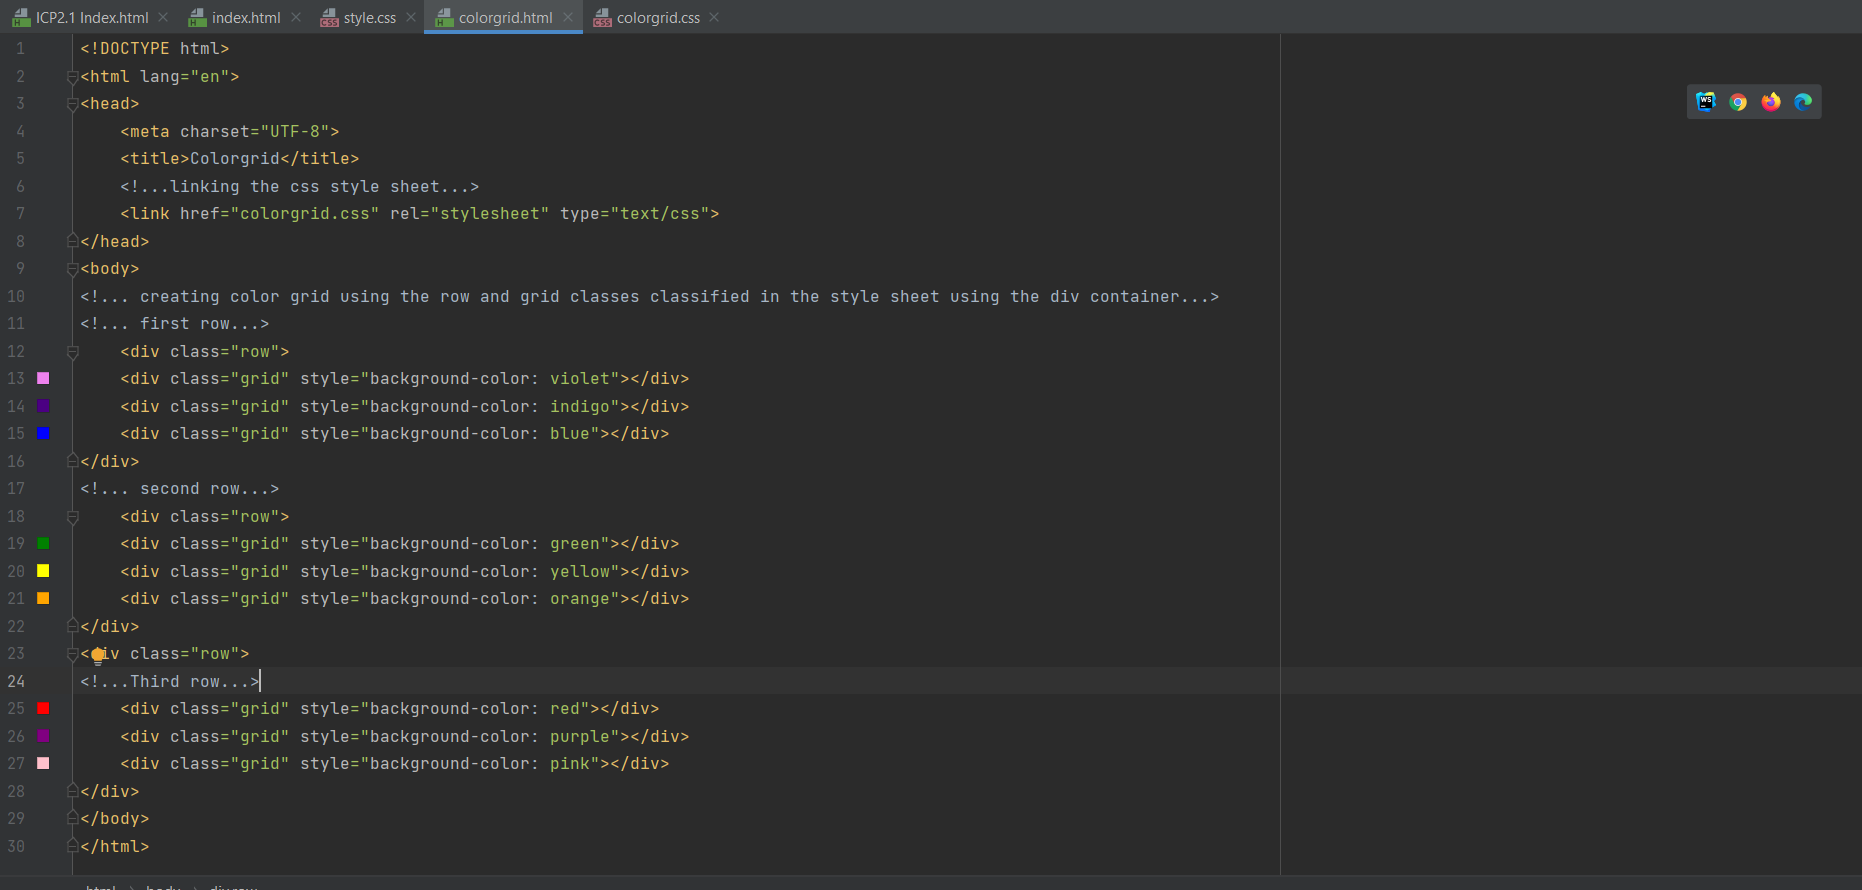 ICP2.1 Index.html index.html style.css colorgrid.html colorgrid.css
1 <!DOCTYPE html>
2 <html lang="en">
3 <head>
4 <meta charset="UTF-8">
5 <title>Colorgrid</title>
6 <!...linking the css style sheet...>
7 <link href="colorgrid.css" rel="stylesheet" type="text/css">
8 </head>
9 <body>
10 <!... creating color grid using the row and grid classes classified in the style sheet using the div container...>
11 <!... first row...>
12 <div class="row">
13 <div class="grid" style="background-color: violet"></div>
14 <div class="grid" style="background-color: indigo"></div>
15 <div class="grid" style="background-color: blue"></div>
16 </div>
17 <!... second row...>
18 <div class="row">
19 <div class="grid" style="background-color: green"></div>
20 <div class="grid" style="background-color: yellow"></div>
21 <div class="grid" style="background-color: orange"></div>
22 </div>
23 <div class="row">
24 <!...Third row...>
25 <div class="grid" style="background-color: red"></div>
26 <div class="grid" style="background-color: purple"></div>
27 <div class="grid" style="background-color: pink"></div>
28 </div>
29 </body>
30 </html>
html body div.row